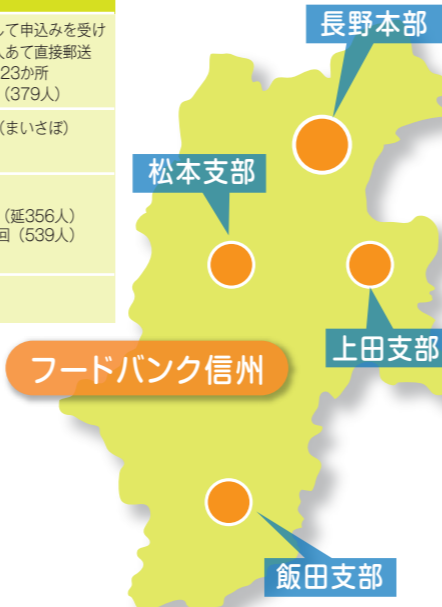 して申込みを受け
人あて直接郵送
23か所
（379人）
（まいさぽ）
（延356人）
回（539人）
長野本部
松本支部
上田支部
フードバンク信州
飯田支部